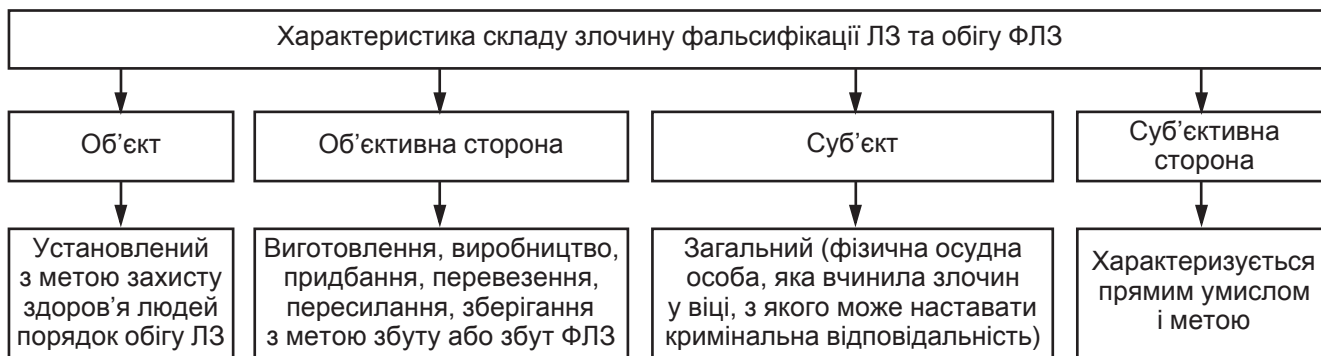 Характеристика складу злочину фальсифікації ЛЗ та обігу ФЛЗ
Об’єкт
Об’єктивна сторона
Суб’єкт
Суб’єктивна
сторона
Установлений
з метою захисту
здоров’я людей
порядок обігу ЛЗ
Виготовлення, виробництво,
придбання, перевезення,
пересилання, зберігання
з метою збуту або збут ФЛЗ
Загальний (фізична осудна
особа, яка вчинила злочин
у віці, з якого може наставати
кримінальна відповідальність)
Характеризується
прямим умислом
і метою